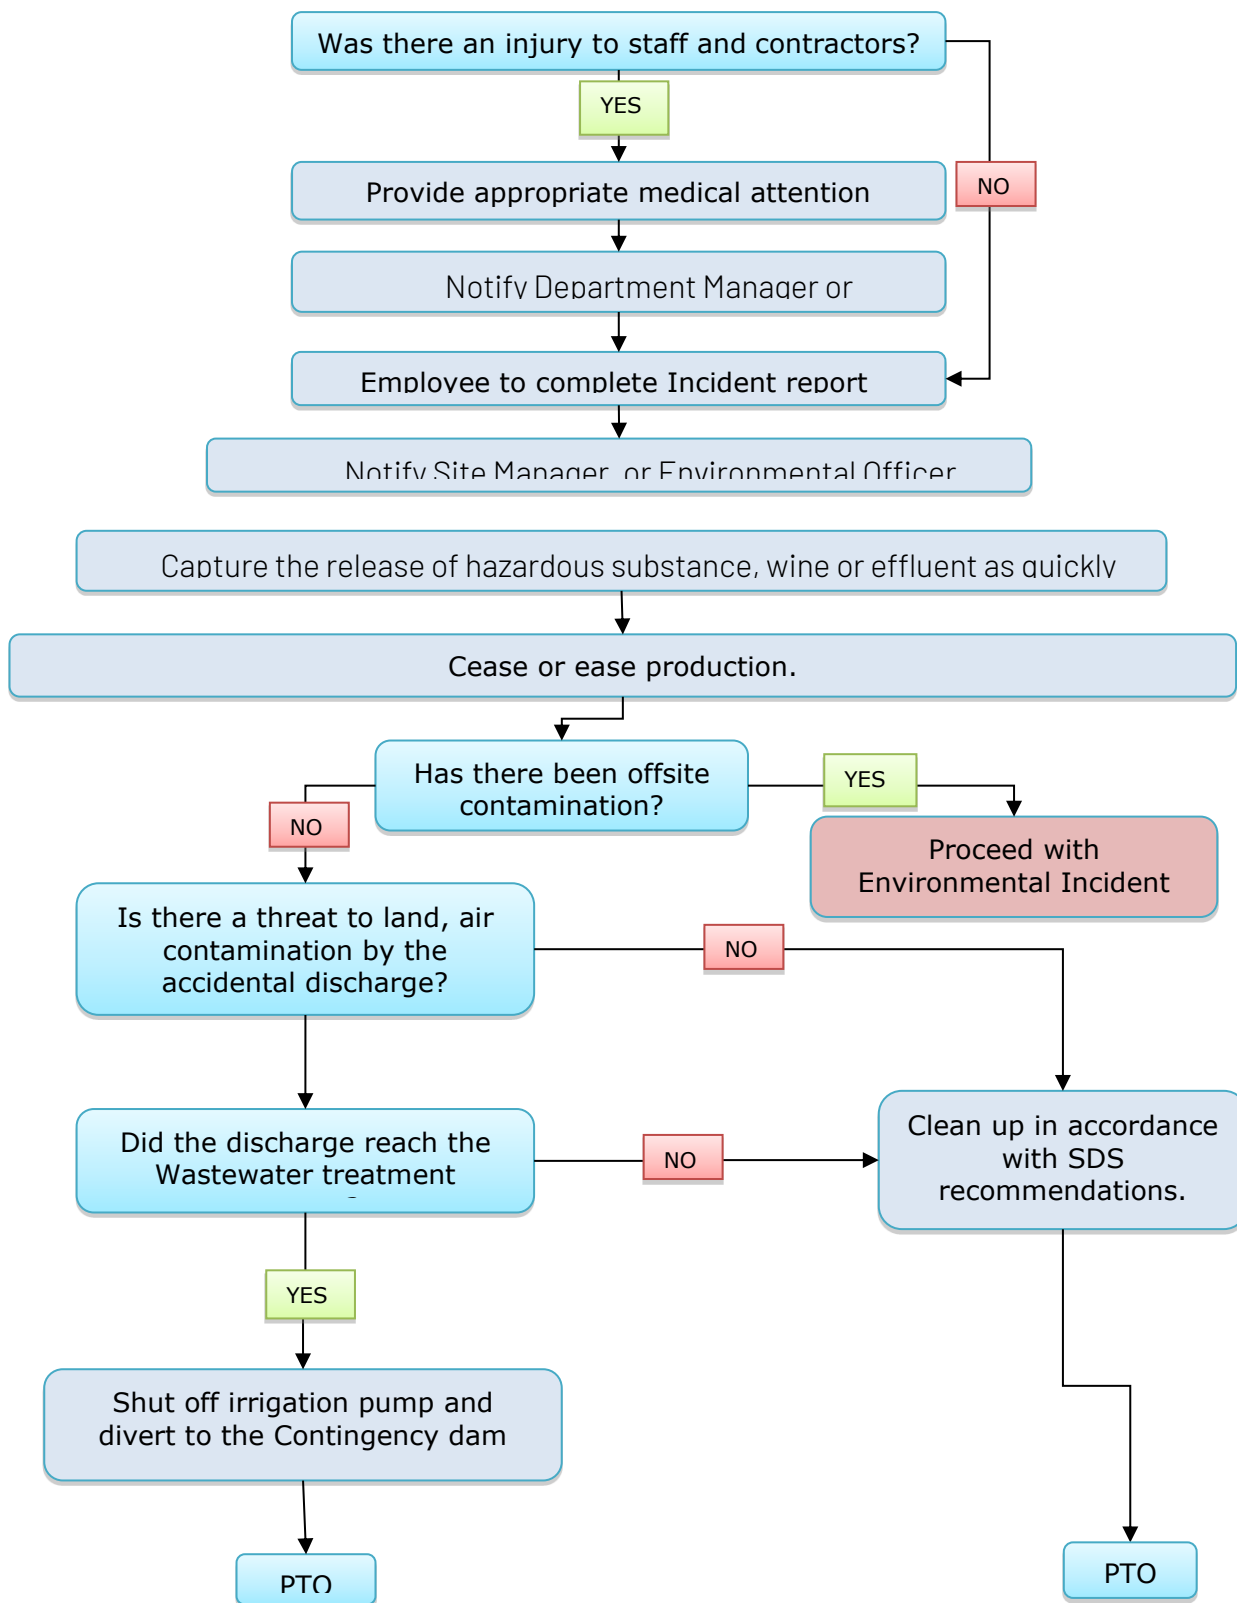 Was there an injury to staff and contractors?
YES
Provide appropriate medical attention
NO
Notify Department Manager or
Employee to complete Incident report
Notify Site Manager or Environmental Officer
Capture the release of hazardous substance, wine or effluent as quickly
Cease or ease production.
Has there been offsite
contamination?
YES
NO
Proceed with
Environmental Incident
Is there a threat to land, air
contamination by the
accidental discharge?
NO
Did the discharge reach the
Wastewater treatment
NO
Clean up in accordance
with SDS
recommendations.
YES
Shut off irrigation pump and
divert to the Contingency dam
PTO
PTO